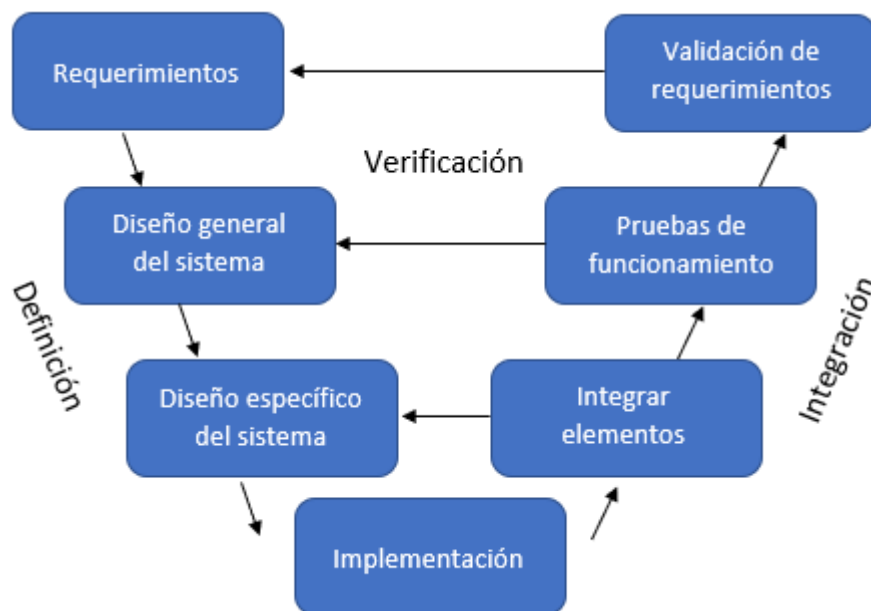 Requerimientos
Validación de
requerimientos
Verificación
Diseño general
del sistema
Pruebas de
funcionamiento
Definición
Integración
Diseño específico
del sistema
Integrar
elementos
Implementación